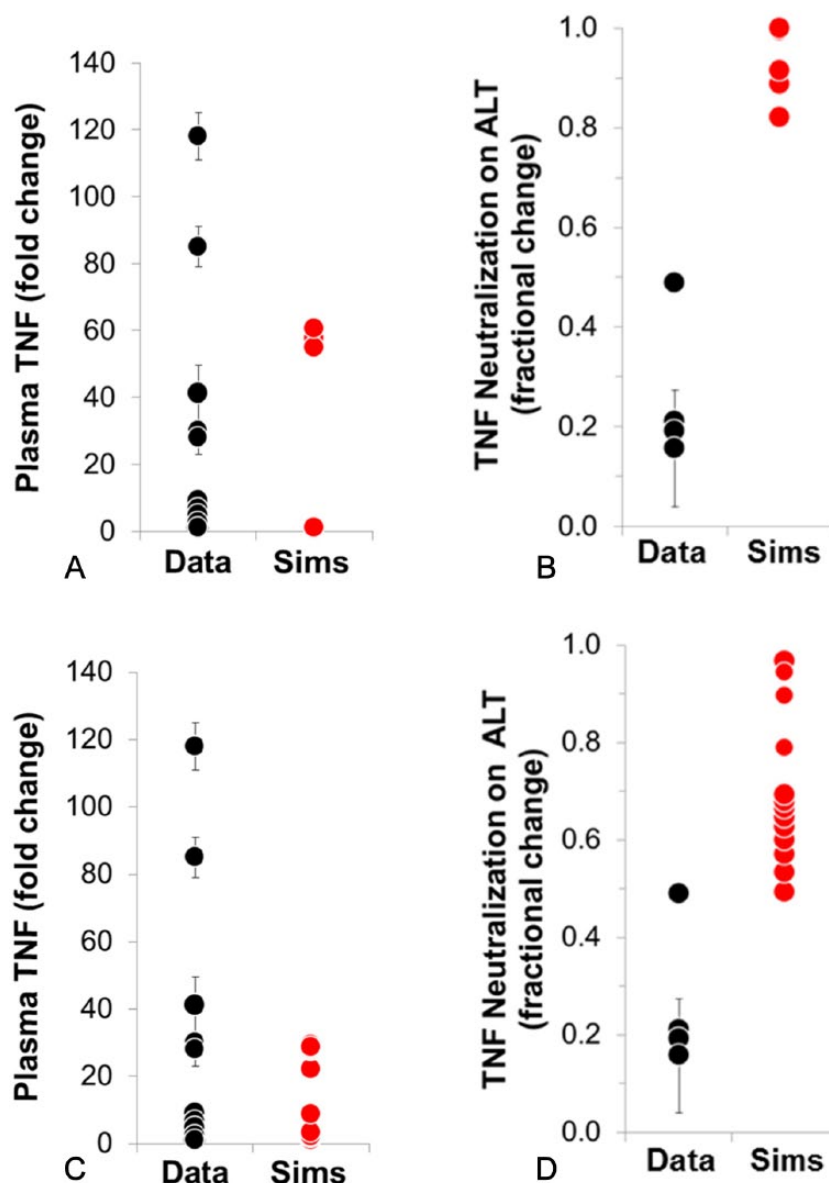 Plasma TNF (fold change)
140
120
100
80
60
40
20
0
Data
Sims
A
TNF Neutralization on ALT
(fractional change)
1.0
0.8
0.6
0.4
0.2
0.0
Data
Sims
B
Plasma TNF (fold change)
140
120
100
80
60
40
20
0
Data
Sims
C
TNF Neutralization on ALT
(fractional change)
1.0
0.8
0.6
0.4
0.2
0.0
Data
Sims
D